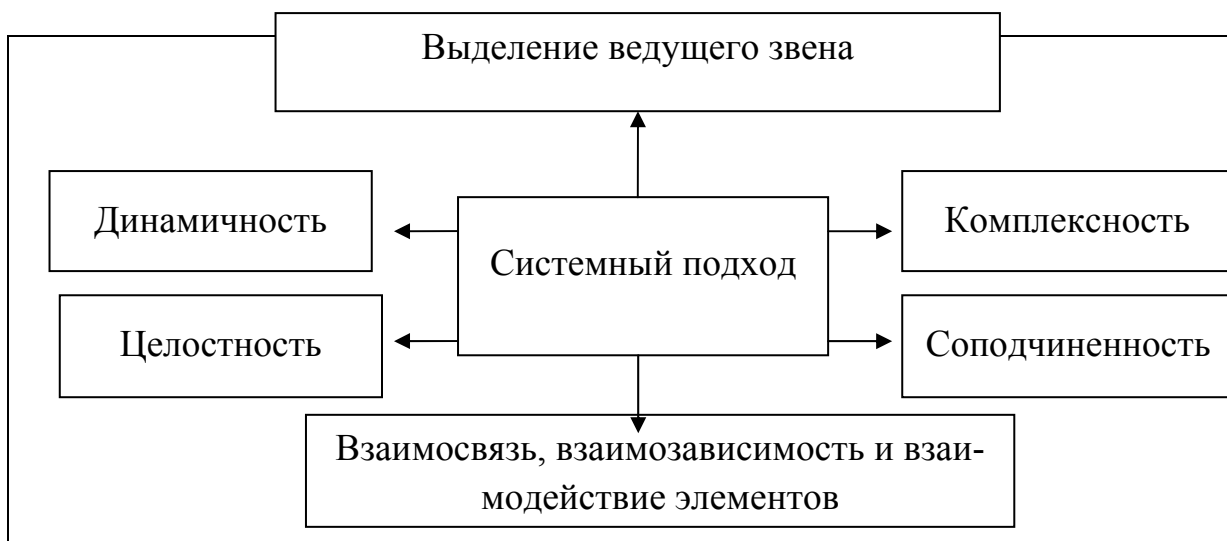 Выделение ведущего звена
Динамичность
Комплексность
Системный подход
Целостность
Соподчиненность
Взаимосвязь, взаимозависимость и взаи-
модействие элементов